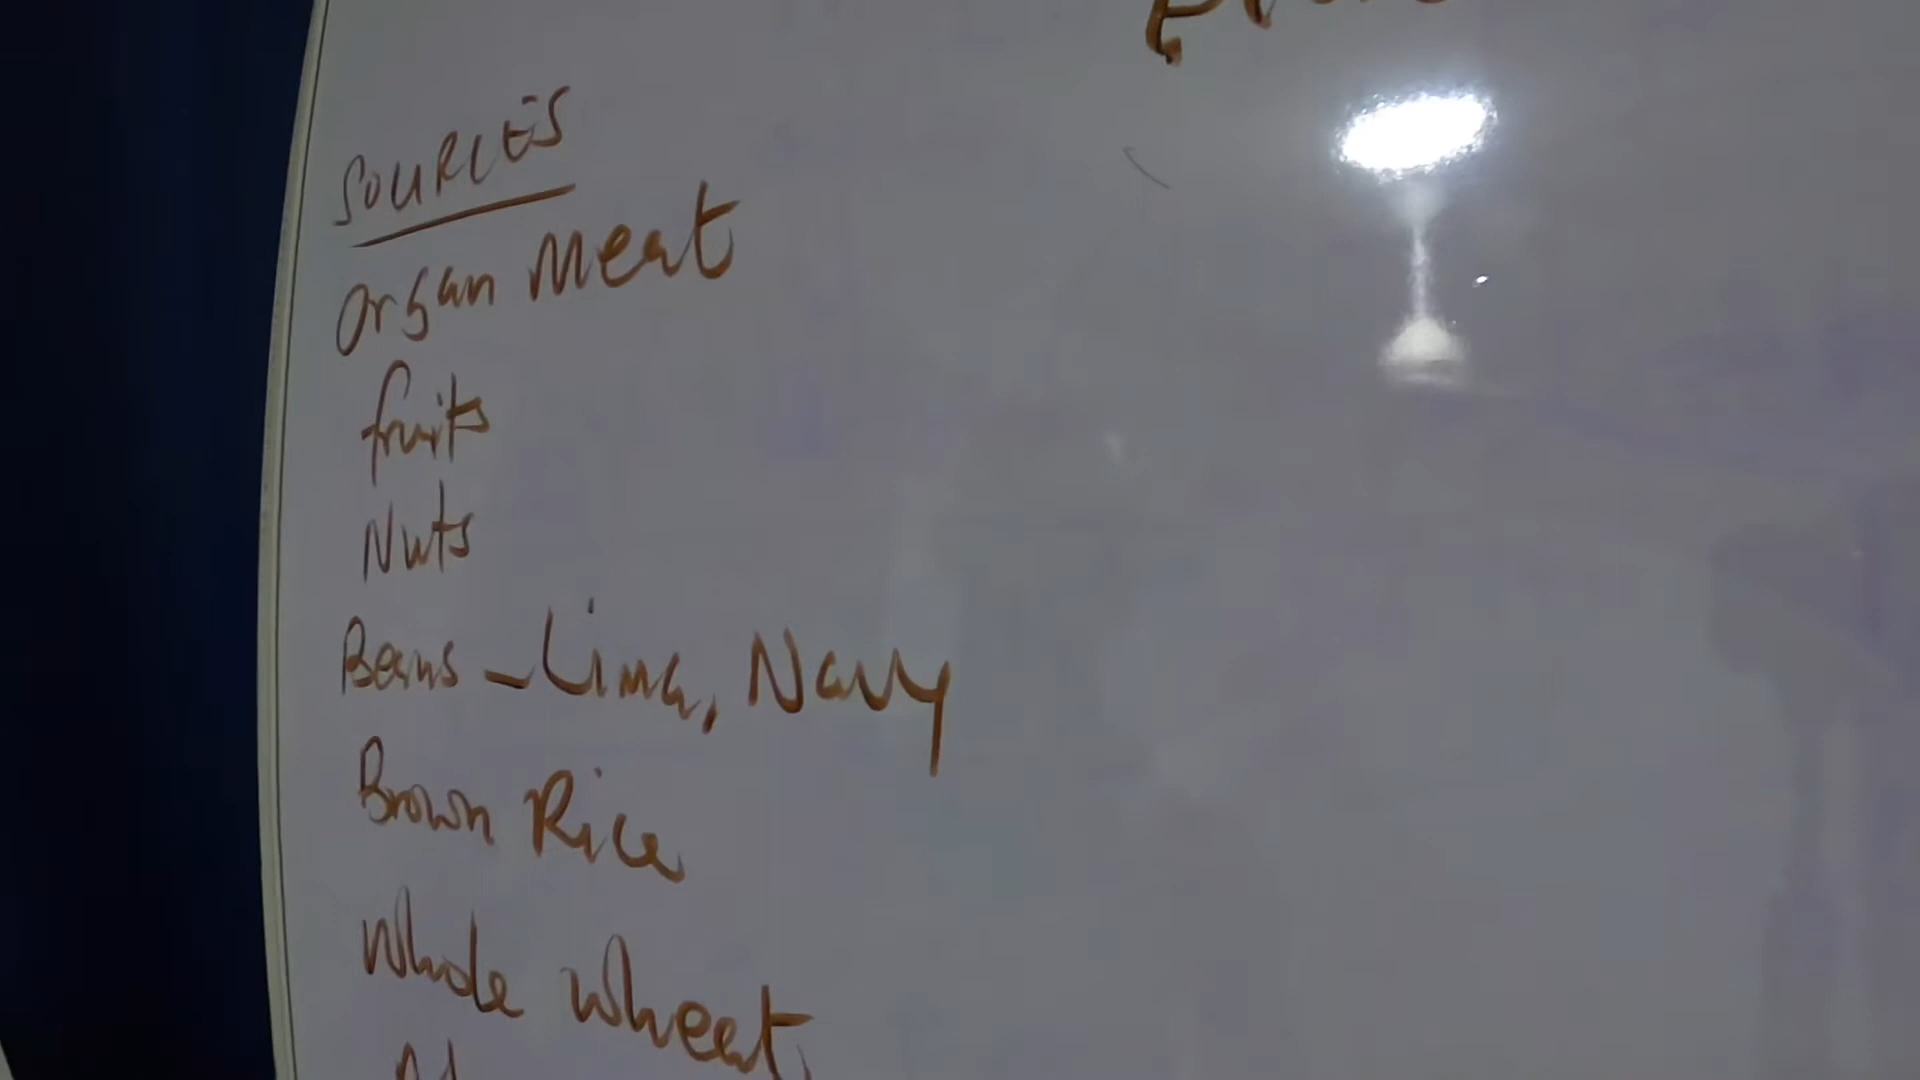 SOURCES
Organ Meat
fruits
Nuts
Beans - Lima, Navy
Brown Rice
Whole wheat